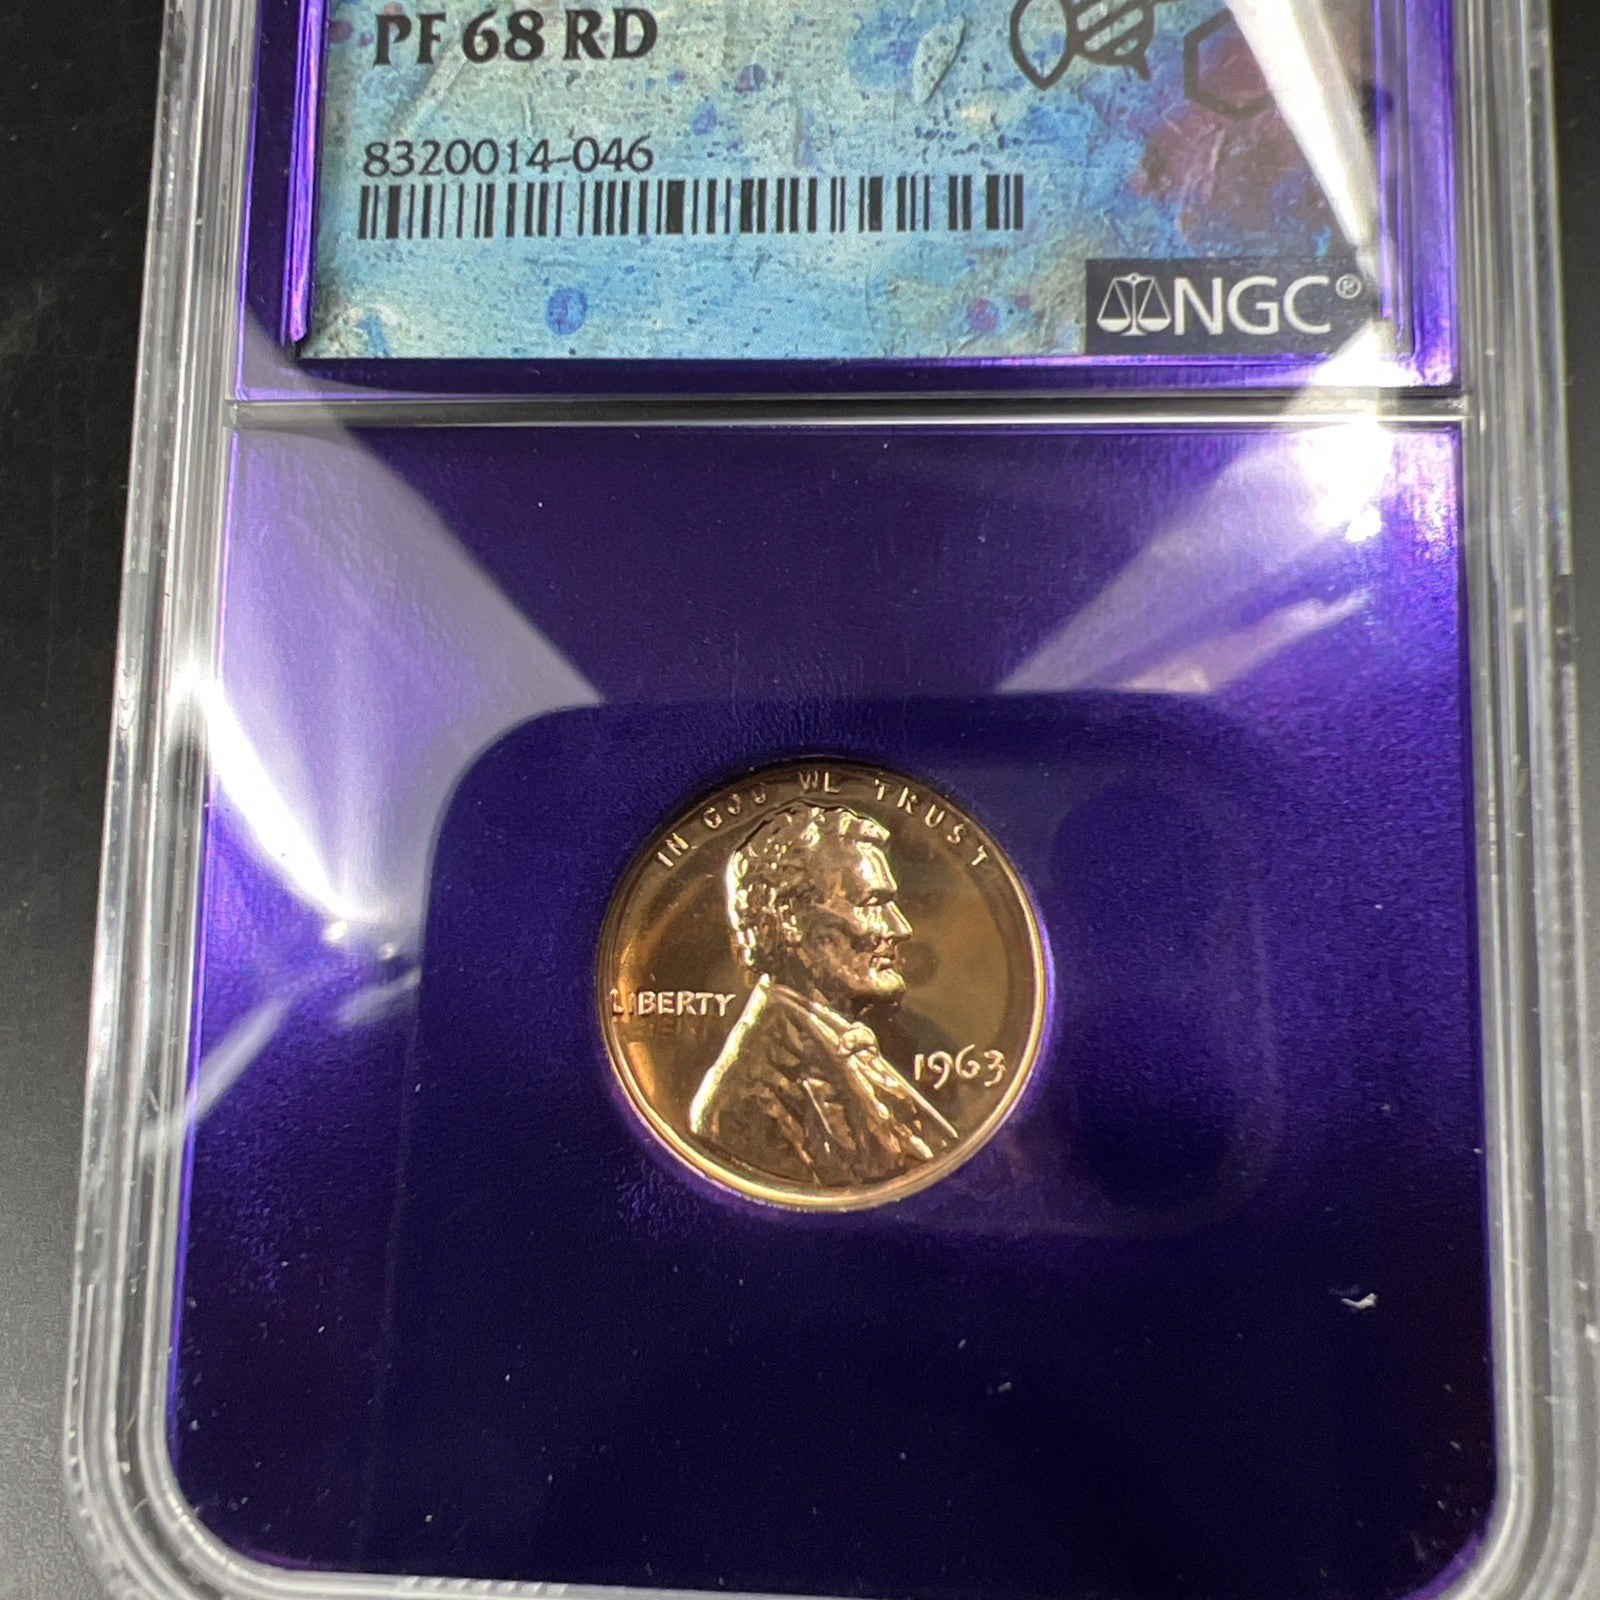 PF 68 RD
8320014-046
NGC®
IN GOD WE TRUST
LIBERTY
1963